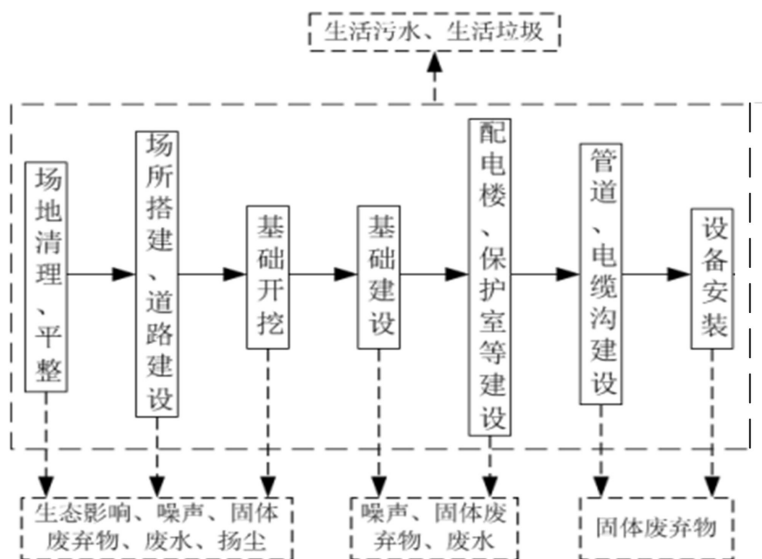 生活污水、生活垃圾
场地清理、平整
场所搭建、道路建设
基础开挖
基础建设
配电楼、保护室等建设
管道、电缆沟建设
设备安装
生态影响、噪声、固体
废弃物、废水、扬尘
噪声、固体废
弃物、废水
固体废弃物